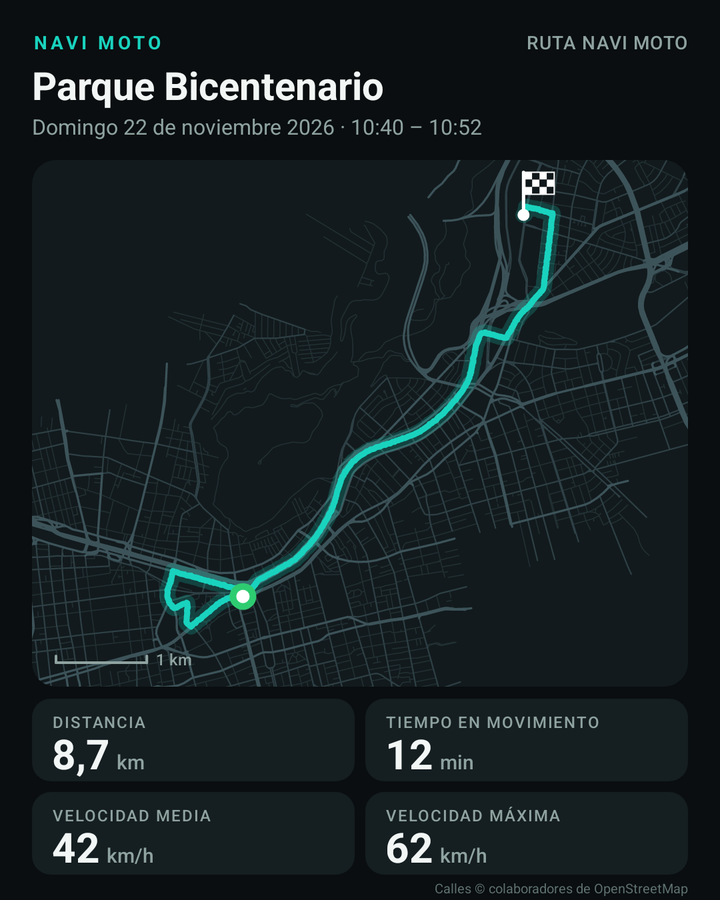 NAVI MOTO
RUTA NAVI MOTO
Parque Bicentenario
Domingo 22 de noviembre 2026 · 10:40 – 10:52
1 km
DISTANCIA
8,7 km
TIEMPO EN MOVIMIENTO
12 min
VELOCIDAD MEDIA
42 km/h
VELOCIDAD MÁXIMA
62 km/h
Calles © colaboradores de OpenStreetMap